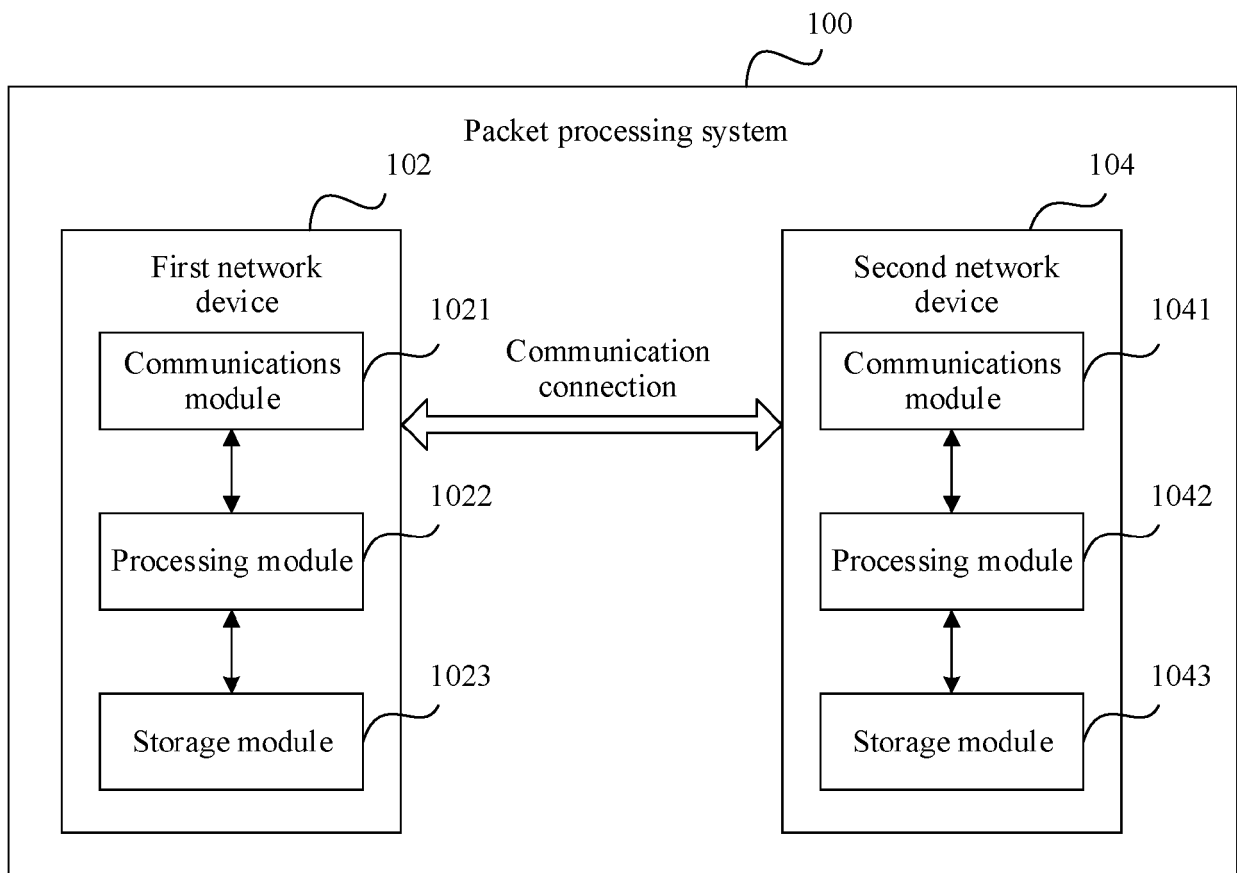 100
Packet processing system
102
104
First network
device
Second network
device
1021
1041
Communications
module
Communication
connection
Communications
module
1022
1042
Processing module
Processing module
1023
1043
Storage module
Storage module